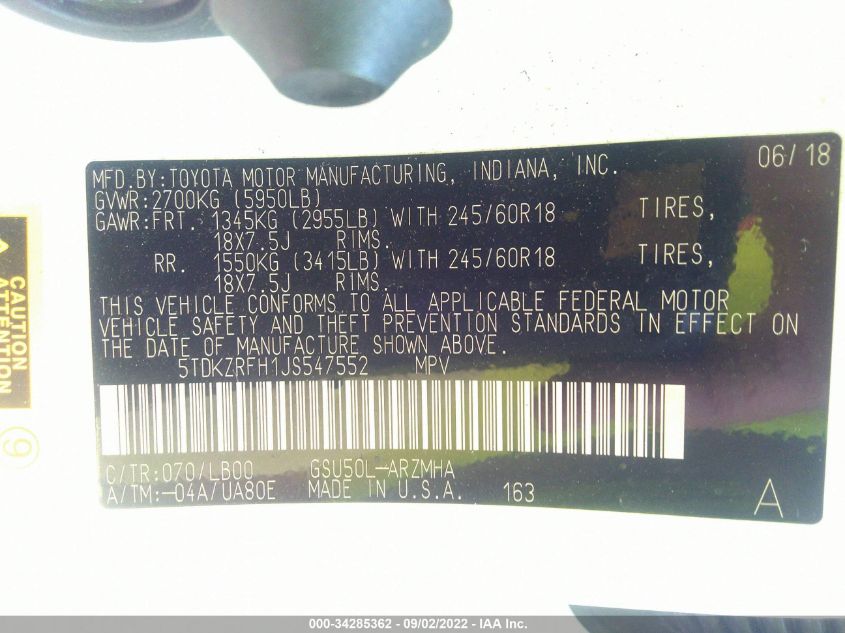 MFD.BY:TOYOTA MOTOR MANUFACTURING, INDIANA, INC. 06/18
GVWR:2700KG (5950LB)
GAWR:FRT. 1345KG (2955LB) WITH 245/60R18 TIRES,
18X7.5J RIMS.
RR. 1550KG (3415LB) WITH 245/60R18 TIRES,
18X7.5J RIMS.
THIS VEHICLE CONFORMS TO ALL APPLICABLE FEDERAL MOTOR
VEHICLE SAFETY AND THEFT PREVENTION STANDARDS IN EFFECT ON
THE DATE OF MANUFACTURE SHOWN ABOVE.
5TDKZRFH1JS547552 MPV
C/TR:070/LB00 GSU50L-ARZMHA
A/TM:-04A/UA80E MADE IN U.S.A. 163 A
CAUTION
ATTENTION
9
000-34285362 - 09/02/2022 - IAA Inc.